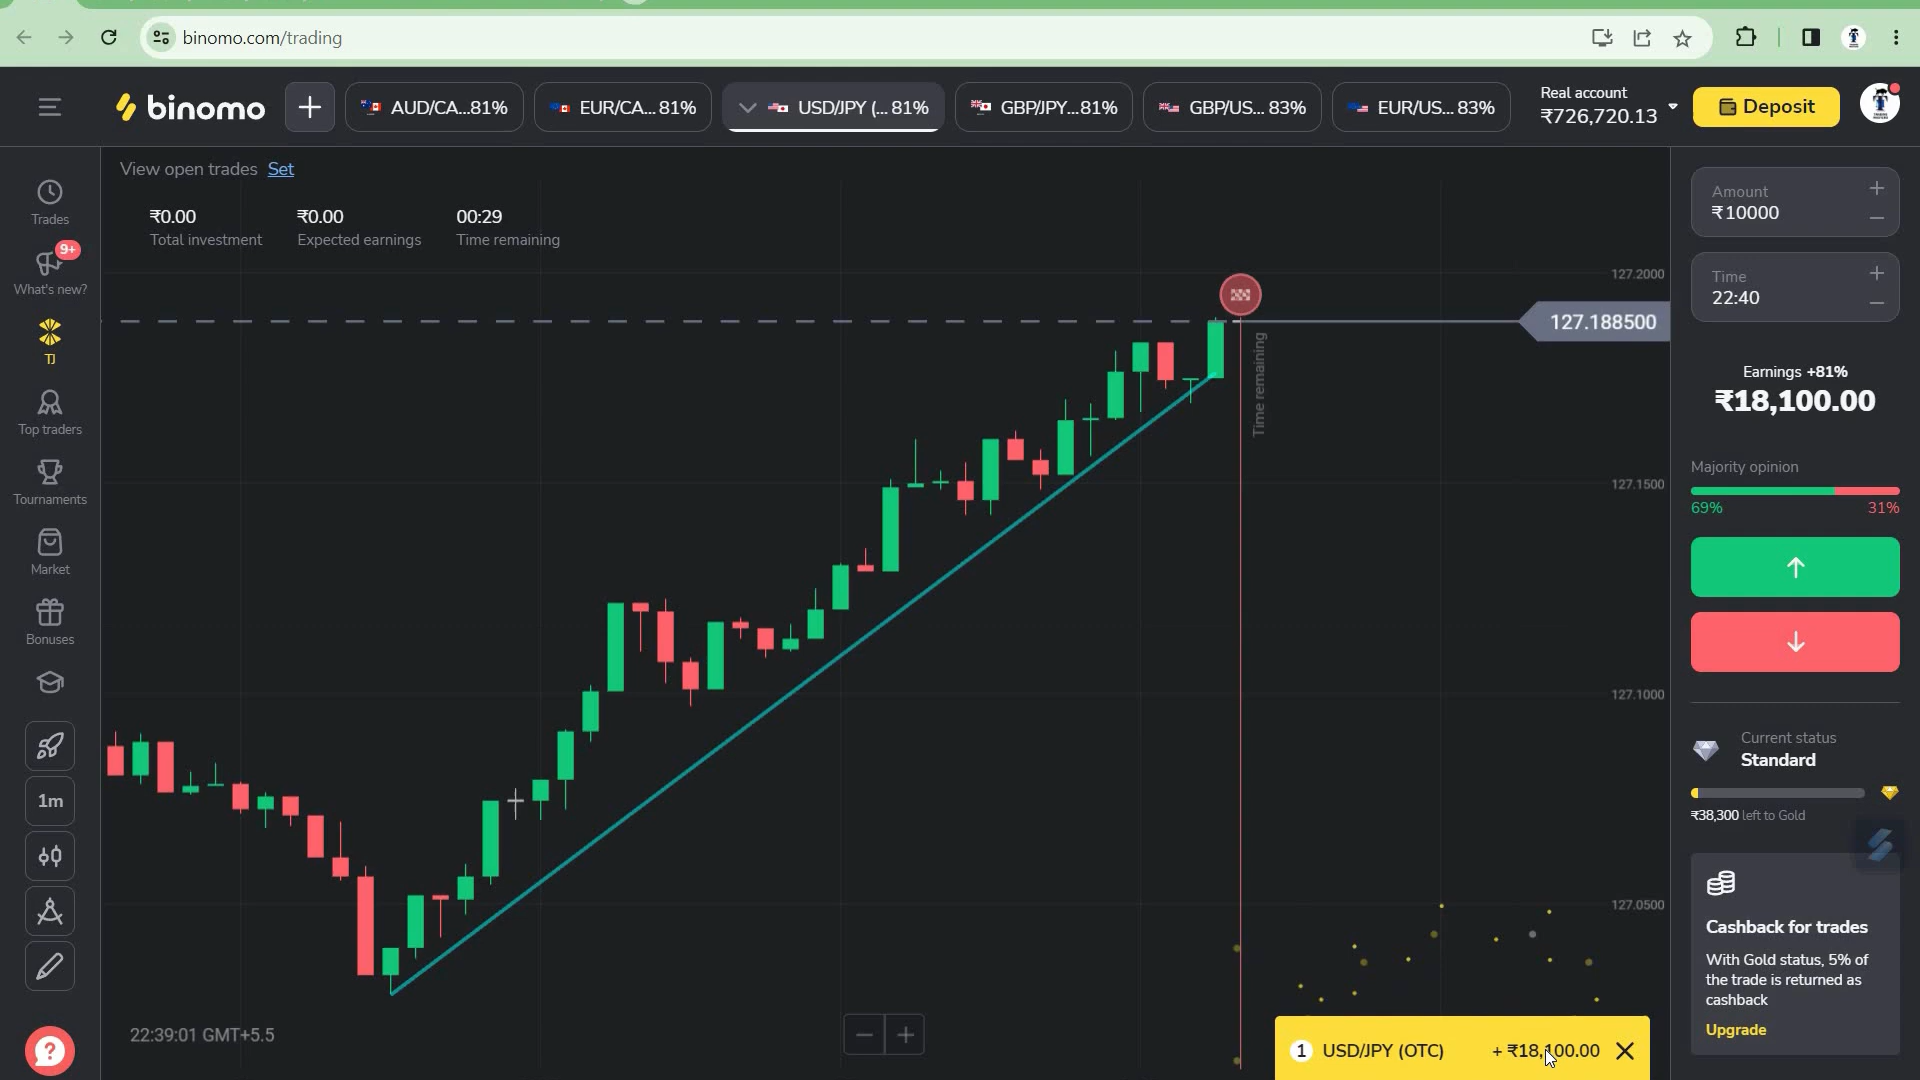 binomo.com/trading
binomo
+
AUD/CA...81%
EUR/CA... 81%
USD/JPY (... 81%
GBP/JPY...81%
GBP/US... 83%
EUR/US... 83%
Real account
₹726,720.13
Deposit
View open trades Set
₹0.00
Total investment
₹0.00
Expected earnings
00:29
Time remaining
Trades
9+
What's new?
TJ
Top traders
Tournaments
Market
Bonuses
1m
?
127.2000
127.188500
127.1500
127.1000
127.0500
Time remaining
22:39:01 GMT+5.5
1 USD/JPY (OTC) + ₹18,100.00
Amount
₹10000
Time
22:40
Earnings +81%
₹18,100.00
Majority opinion
69% 31%
Current status
Standard
₹38,300 left to Gold
Cashback for trades
With Gold status, 5% of
the trade is returned as
cashback
Upgrade